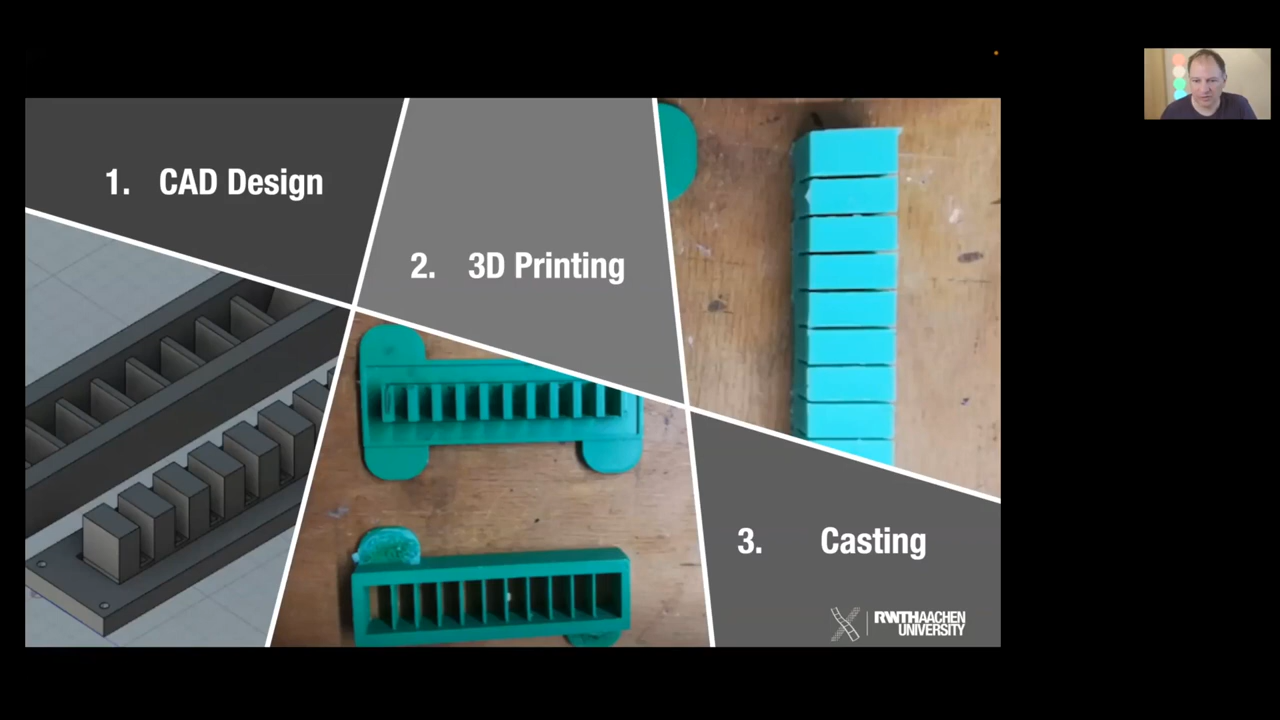 1. CAD Design
2. 3D Printing
3. Casting
RWTHAACHEN
UNIVERSITY